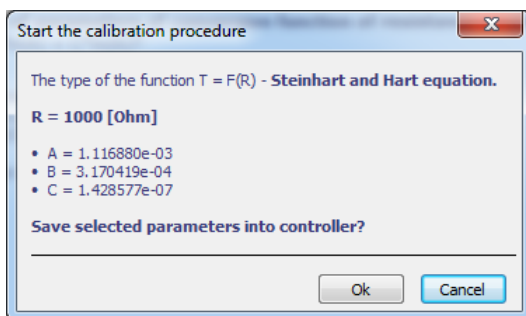 Start the calibration procedure
The type of the function T = F(R) - Steinhart and Hart equation.
R = 1000 [Ohm]
• A = 1.116880e-03
• B = 3.170419e-04
• C = 1.428577e-07
Save selected parameters into controller?
Ok
Cancel